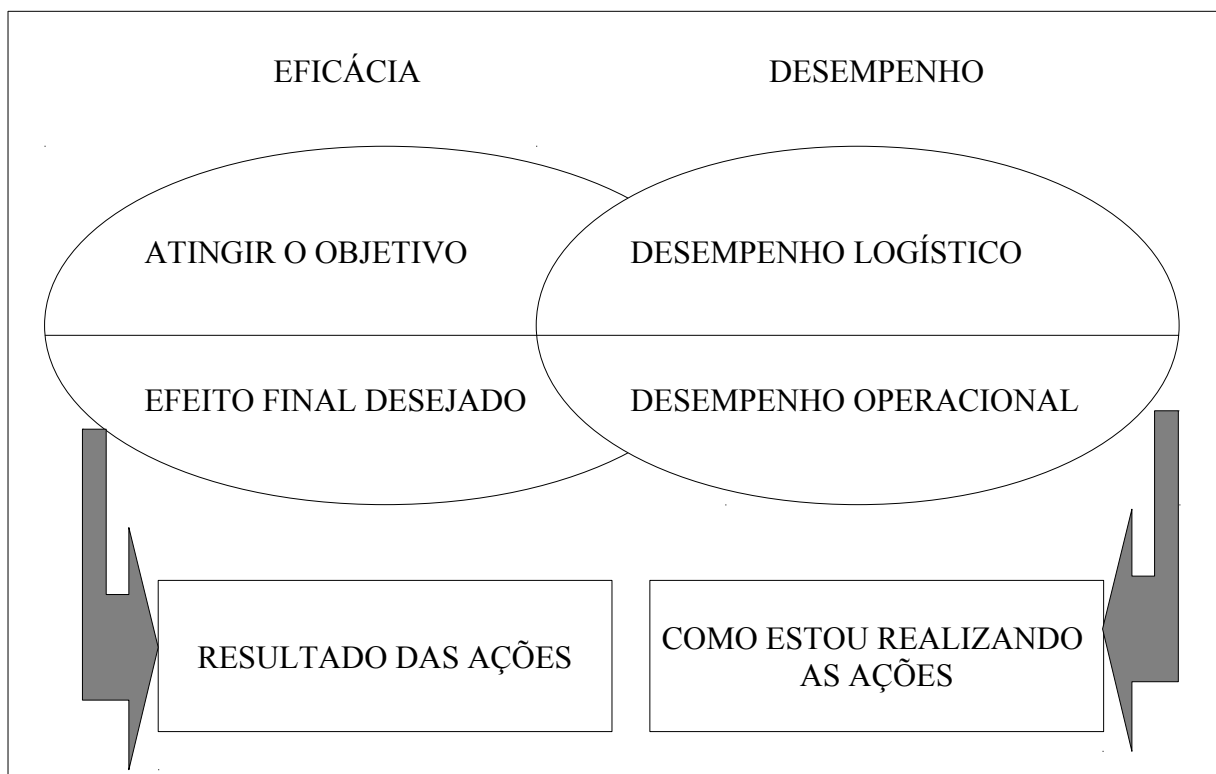 EFICÁCIA
DESEMPENHO
ATINGIR O OBJETIVO
DESEMPENHO LOGÍSTICO
EFEITO FINAL DESEJADO
DESEMPENHO OPERACIONAL
RESULTADO DAS AÇÕES
COMO ESTOU REALIZANDO
AS AÇÕES